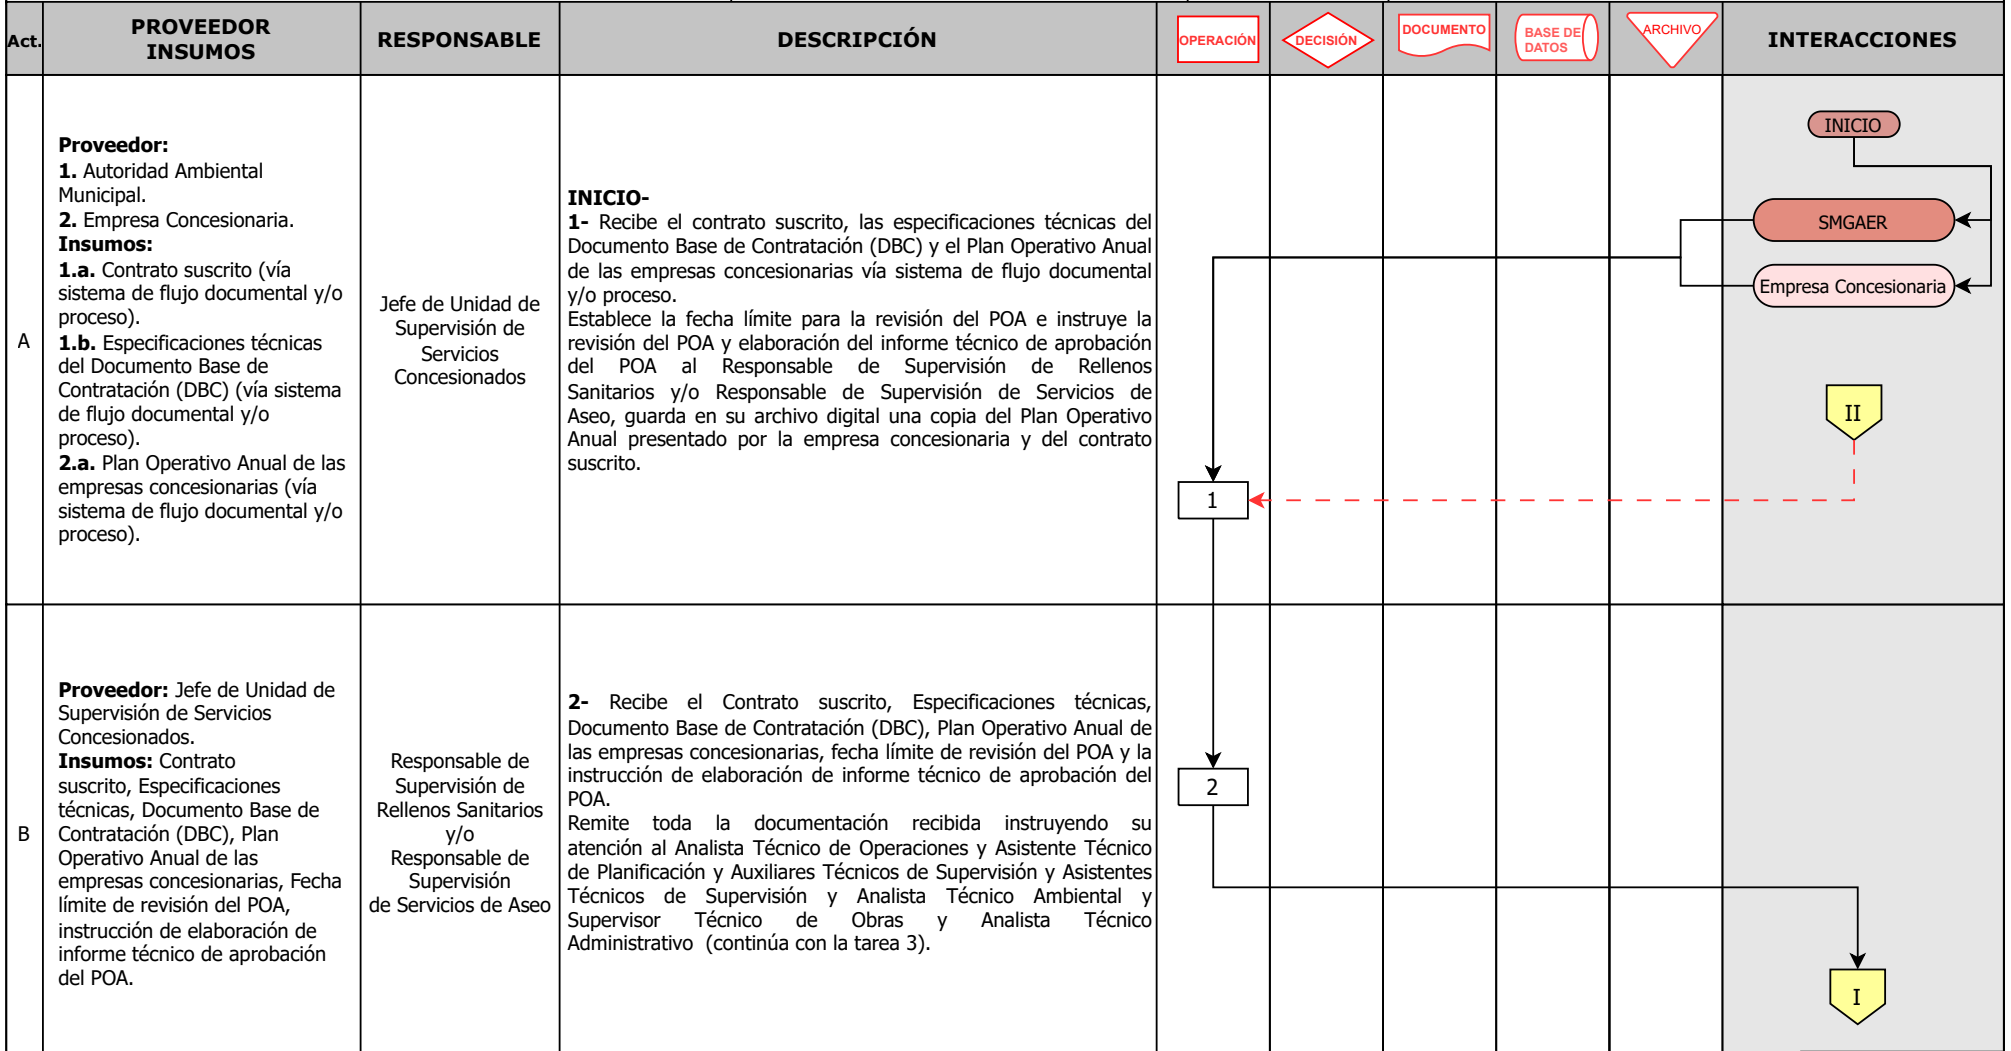 Act.
PROVEEDOR
INSUMOS
RESPONSABLE
DESCRIPCIÓN
OPERACIÓN
DECISIÓN
DOCUMENTO
BASE DE
DATOS
ARCHIVO
INTERACCIONES
A
Proveedor:
1. Autoridad Ambiental
Municipal.
2. Empresa Concesionaria.
Insumos:
1.a. Contrato suscrito (vía
sistema de flujo documental y/o
proceso).
1.b. Especificaciones técnicas
del Documento Base de
Contratación (DBC) (vía sistema
de flujo documental y/o
proceso).
2.a. Plan Operativo Anual de las
empresas concesionarias (vía
sistema de flujo documental y/o
proceso).
Jefe de Unidad de
Supervisión de
Servicios
Concesionados
INICIO-
1- Recibe el contrato suscrito, las especificaciones técnicas del
Documento Base de Contratación (DBC) y el Plan Operativo Anual
de las empresas concesionarias vía sistema de flujo documental
y/o proceso.
Establece la fecha límite para la revisión del POA e instruye la
revisión del POA y elaboración del informe técnico de aprobación
del POA al Responsable de Supervisión de Rellenos
Sanitarios y/o Responsable de Supervisión de Servicios de
Aseo, guarda en su archivo digital una copia del Plan Operativo
Anual presentado por la empresa concesionaria y del contrato
suscrito.
1
INICIO
SMGAER
Empresa Concesionaria
II
B
Proveedor: Jefe de Unidad de
Supervisión de Servicios
Concesionados.
Insumos: Contrato
suscrito, Especificaciones
técnicas, Documento Base de
Contratación (DBC), Plan
Operativo Anual de las
empresas concesionarias, Fecha
límite de revisión del POA,
instrucción de elaboración de
informe técnico de aprobación
del POA.
Responsable de
Supervisión de
Rellenos Sanitarios
y/o
Responsable de
Supervisión
de Servicios de Aseo
2- Recibe el Contrato suscrito, Especificaciones técnicas,
Documento Base de Contratación (DBC), Plan Operativo Anual de
las empresas concesionarias, fecha límite de revisión del POA y la
instrucción de elaboración de informe técnico de aprobación del
POA.
Remite toda la documentación recibida instruyendo su
atención al Analista Técnico de Operaciones y Asistente Técnico
de Planificación y Auxiliares Técnicos de Supervisión y Asistentes
Técnicos de Supervisión y Analista Técnico Ambiental y
Supervisor Técnico de Obras y Analista Técnico
Administrativo (continúa con la tarea 3).
2
I